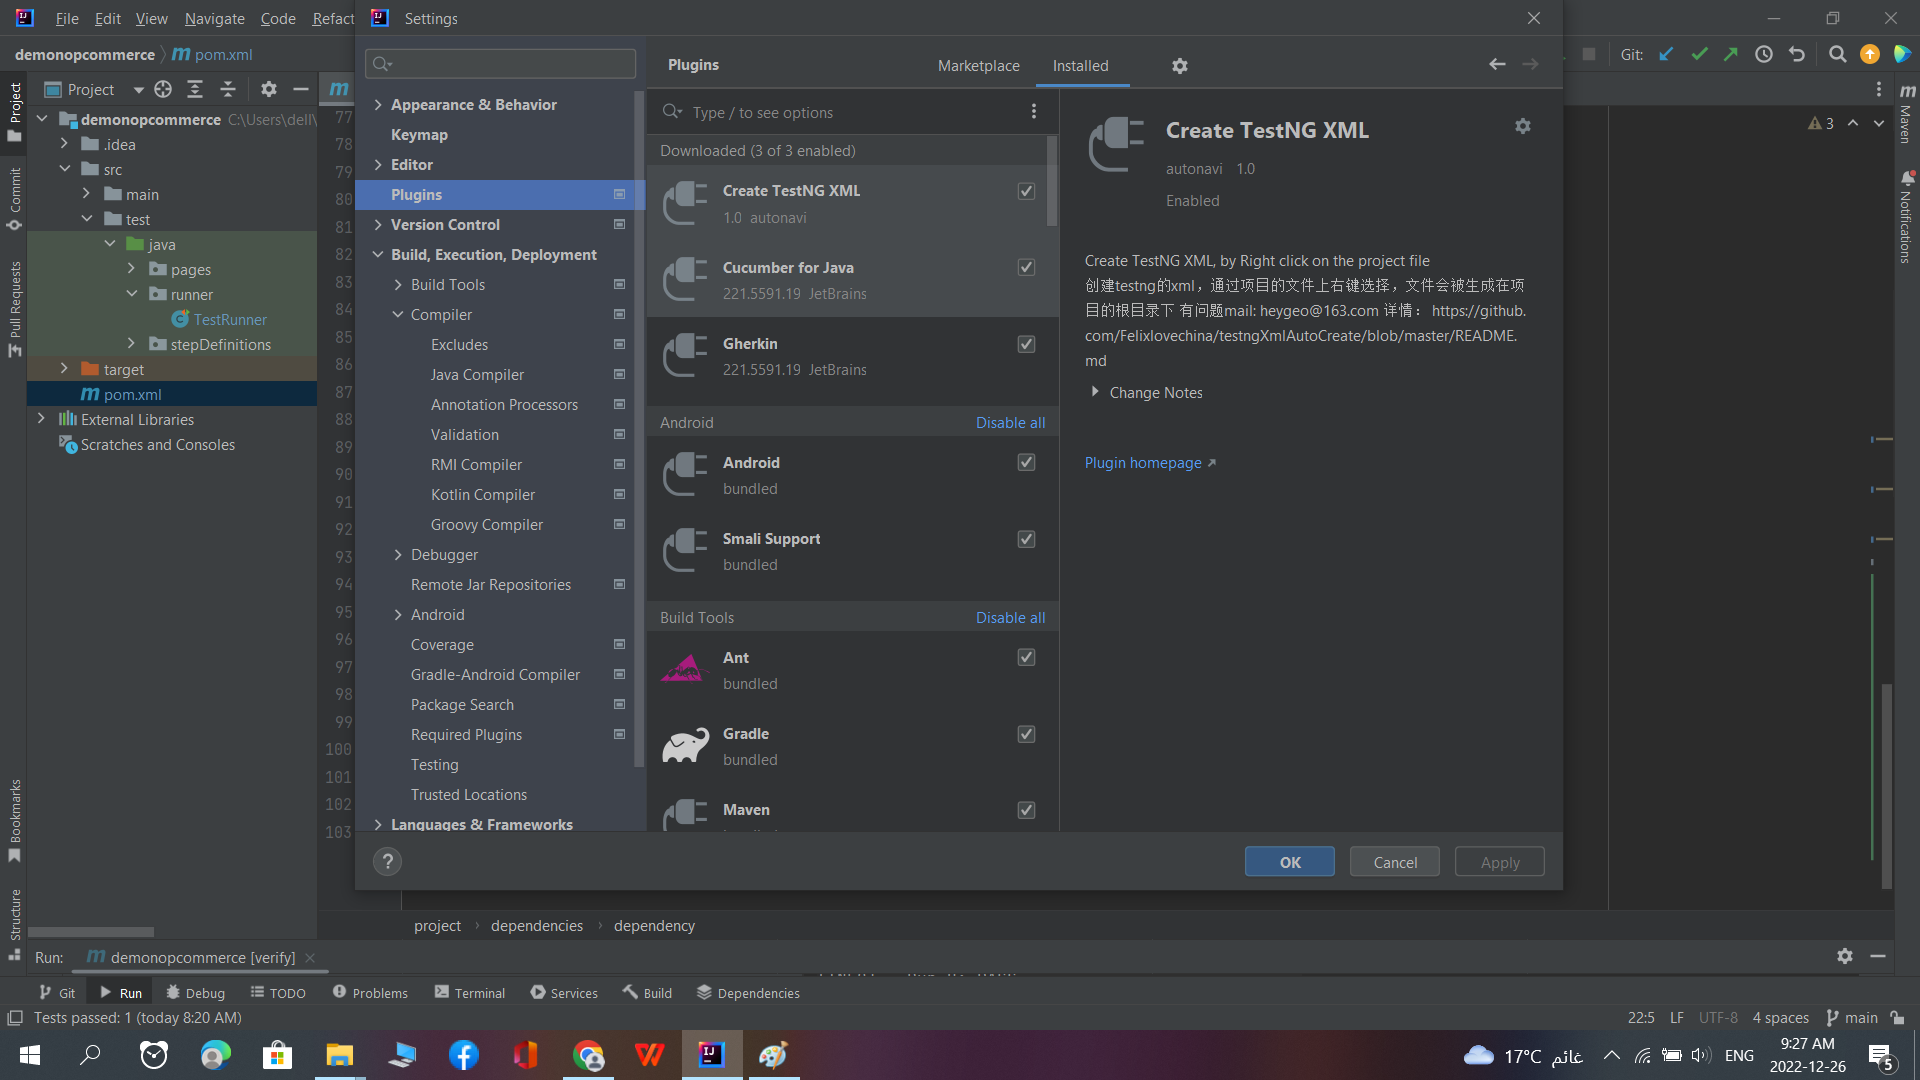 File Edit View Navigate Code Refact
Settings
demonopcommerce pom.xml
Git:
Project
demonopcommerce C:\Users\dell\
.idea
src
main
test
java
pages
runner
TestRunner
stepDefinitions
target
pom.xml
External Libraries
Scratches and Consoles
Project
Commit
Pull Requests
Bookmarks
Structure
77
78
79
80
81
82
83
84
85
86
87
88
89
90
91
92
93
94
95
96
97
98
99
100
101
102
103
Appearance & Behavior
Keymap
Editor
Plugins
Version Control
Build, Execution, Deployment
Build Tools
Compiler
Excludes
Java Compiler
Annotation Processors
Validation
RMI Compiler
Kotlin Compiler
Groovy Compiler
Debugger
Remote Jar Repositories
Android
Coverage
Gradle-Android Compiler
Package Search
Required Plugins
Testing
Trusted Locations
Languages & Frameworks
Plugins Marketplace Installed
Type / to see options
Downloaded (3 of 3 enabled)
Create TestNG XML
1.0 autonavi
Cucumber for Java
221.5591.19 JetBrains
Gherkin
221.5591.19 JetBrains
Android Disable all
Android
bundled
Smali Support
bundled
Build Tools Disable all
Ant
bundled
Gradle
bundled
Maven
Create TestNG XML
autonavi 1.0
Enabled
Create TestNG XML, by Right click on the project file
创建testng的xml，通过项目的文件上右键选择，文件会被生成在项
目的根目录下 有问题mail: heygeo@163.com 详情： https://github.
com/Felixlovechina/testngXmlAutoCreate/blob/master/README.
md
Change Notes
Plugin homepage
? OK Cancel Apply
3
Maven
Notifications
project dependencies dependency
Run: demonopcommerce [verify]
Git Run Debug TODO Problems Terminal Services Build Dependencies
Tests passed: 1 (today 8:20 AM)
22:5 LF UTF-8 4 spaces main
17°C غائم ENG
9:27 AM
2022-12-26
5